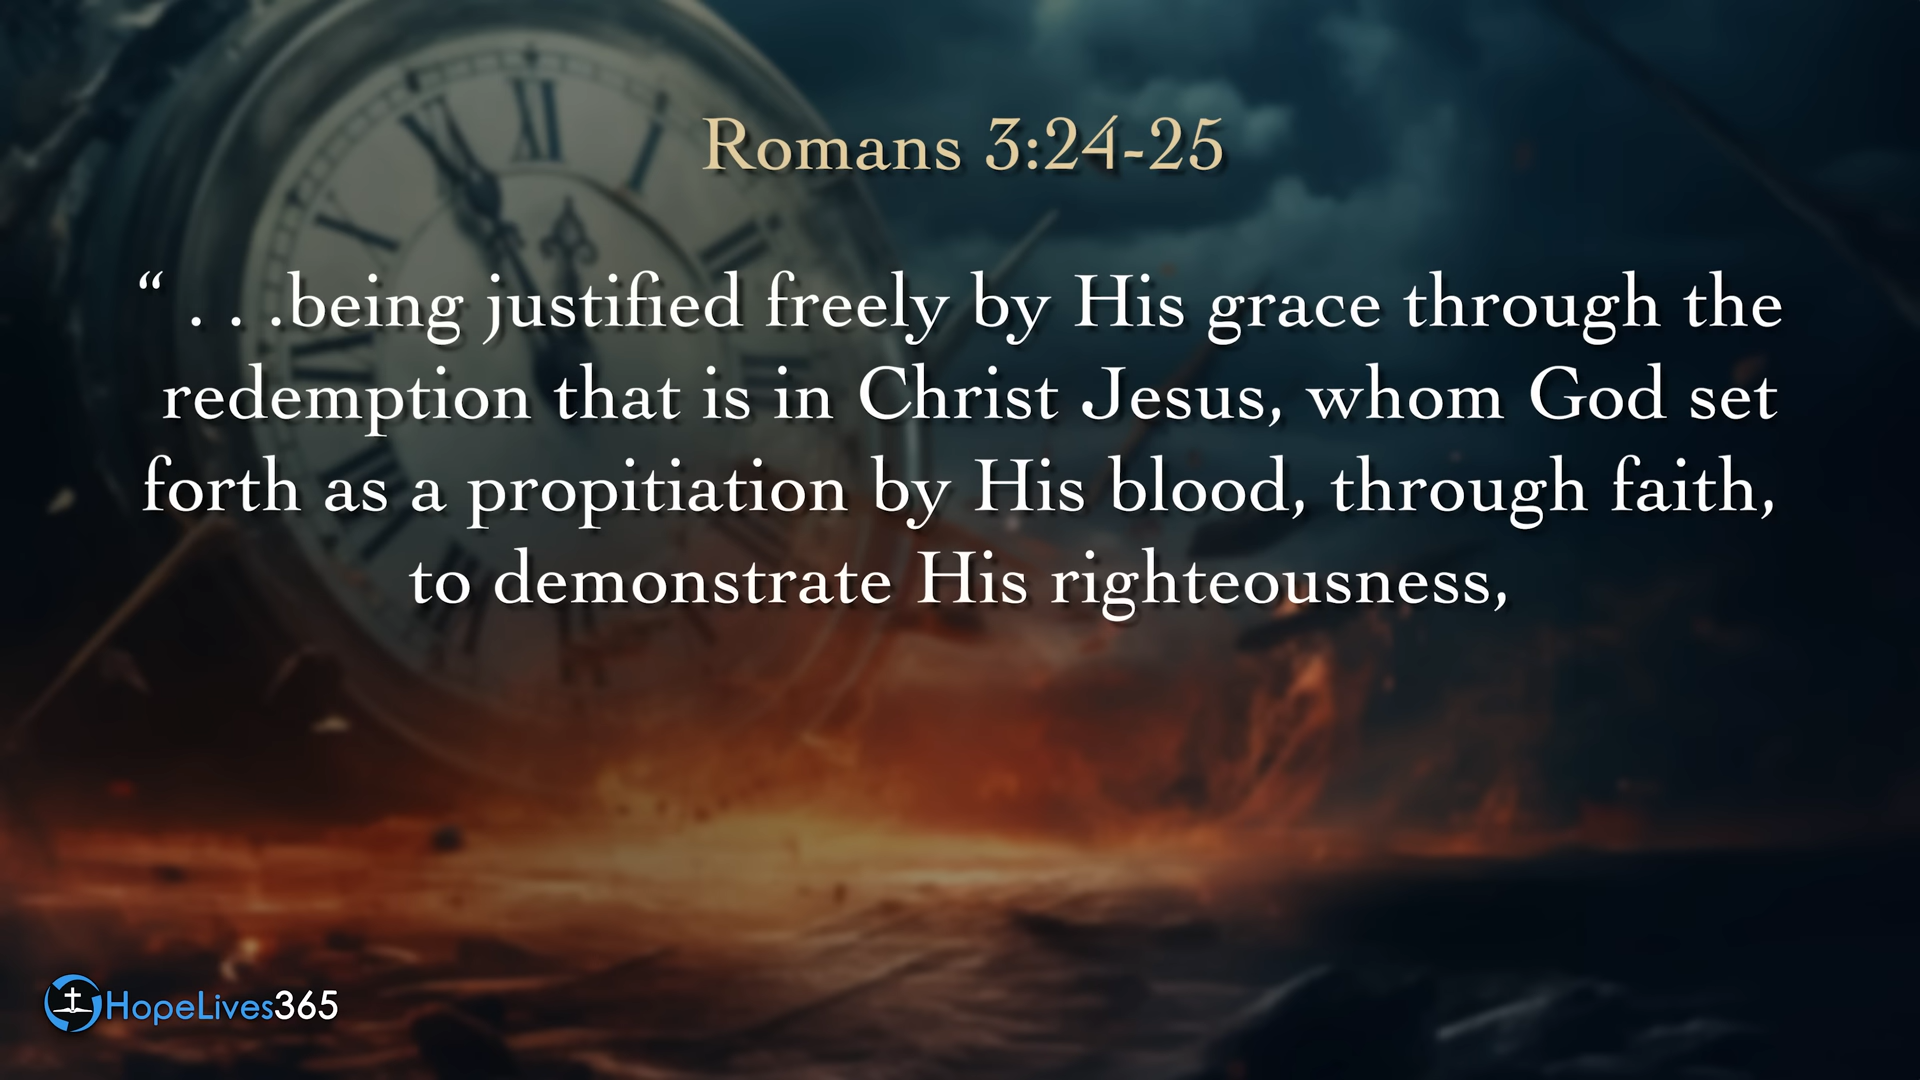 Romans 3:24-25
“ . . .being justified freely by His grace through the
redemption that is in Christ Jesus, whom God set
forth as a propitiation by His blood, through faith,
to demonstrate His righteousness,
HopeLives365